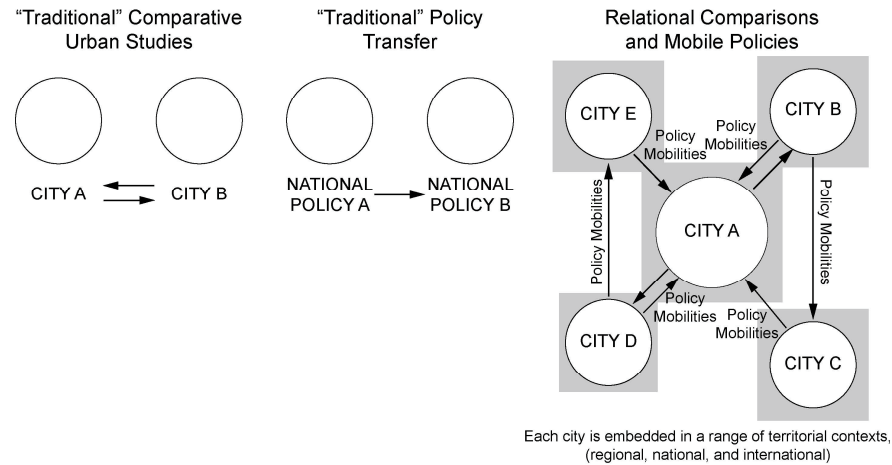 “Traditional” Comparative
Urban Studies
CITY A
CITY B
“Traditional” Policy
Transfer
NATIONAL
POLICY A
NATIONAL
POLICY B
Relational Comparisons
and Mobile Policies
CITY E
CITY B
Policy
Mobilities
Policy
Mobilities
CITY A
Policy Mobilities
Policy Mobilities
Policy
Mobilities
Policy
Mobilities
CITY D
CITY C
Each city is embedded in a range of territorial contexts,
(regional, national, and international)